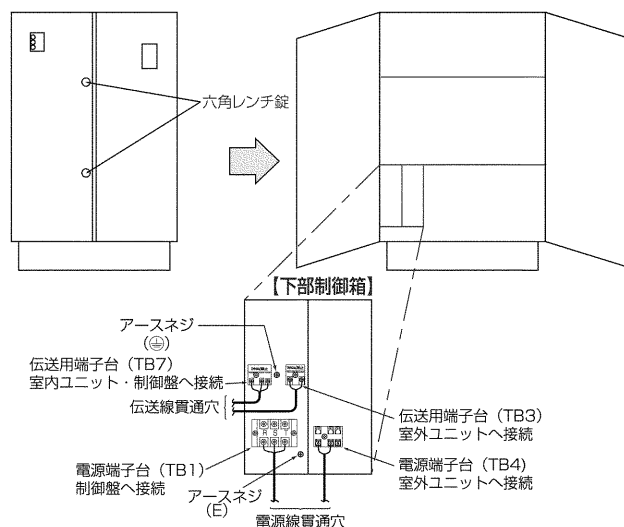 六角レンチ錠
【下部制御箱】
アースネジ
(⏚)
伝送用端子台（TB7）
室内ユニット・制御盤へ接続
伝送線貫通穴
伝送用端子台（TB3）
室外ユニットへ接続
R S T
電源端子台（TB1）
制御盤へ接続
電源端子台（TB4）
室外ユニットへ接続
アースネジ
(E)
電源線貫通穴